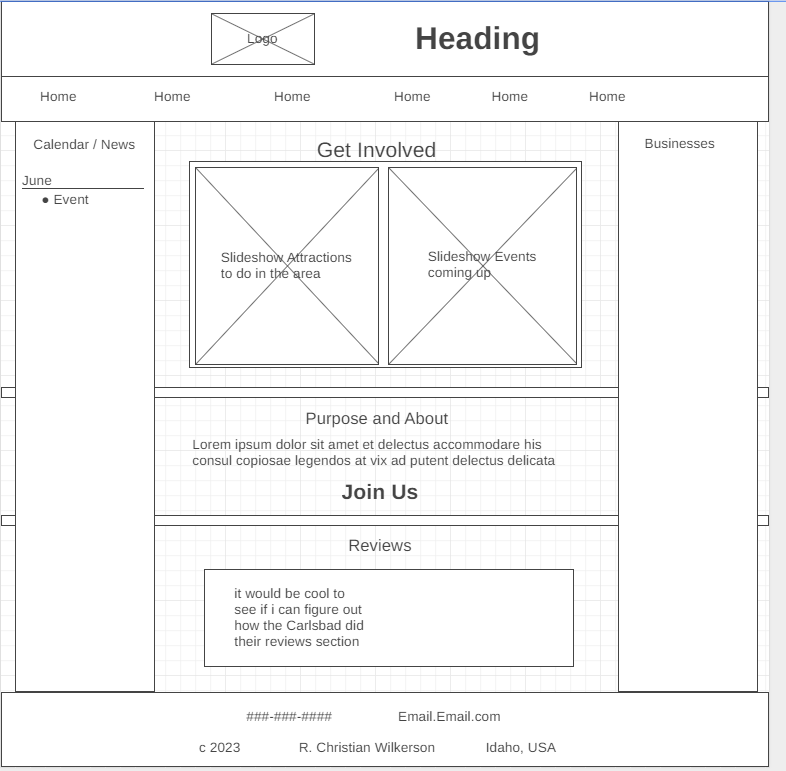 Logo
Heading
Home Home Home Home Home Home
Calendar / News
June
● Event
Get Involved
Slideshow Attractions
to do in the area
Slideshow Events
coming up
Businesses
Purpose and About
Lorem ipsum dolor sit amet et delectus accommodare his
consul copiosae legendos at vix ad putent delectus delicata
Join Us
Reviews
it would be cool to
see if i can figure out
how the Carlsbad did
their reviews section
###-###-#### Email.Email.com
c 2023 R. Christian Wilkerson Idaho, USA